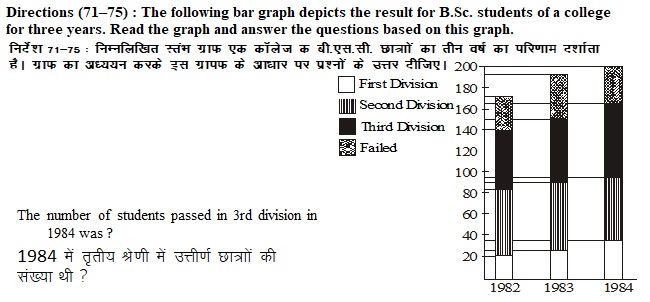 Directions (71–75) : The following bar graph depicts the result for B.Sc. students of a college
for three years. Read the graph and answer the questions based on this graph.
निर्देश 71–75 : निम्नलिखित स्तंभ ग्राफ एक कॉलेज क बी.एस.सी. छात्राों का तीन वर्ष का परिणाम दर्शाता
है। ग्राफ का अध्ययन करके इस ग्रापफ के आधार पर प्रश्नों के उत्तर दीजिए।
First Division
Second Division
Third Division
Failed
200
180
160
140
120
100
80
60
40
20
1982 1983 1984
The number of students passed in 3rd division in
1984 was ?
1984 में तृतीय श्रेणी में उत्तीर्ण छात्राों की
संख्या थी ?